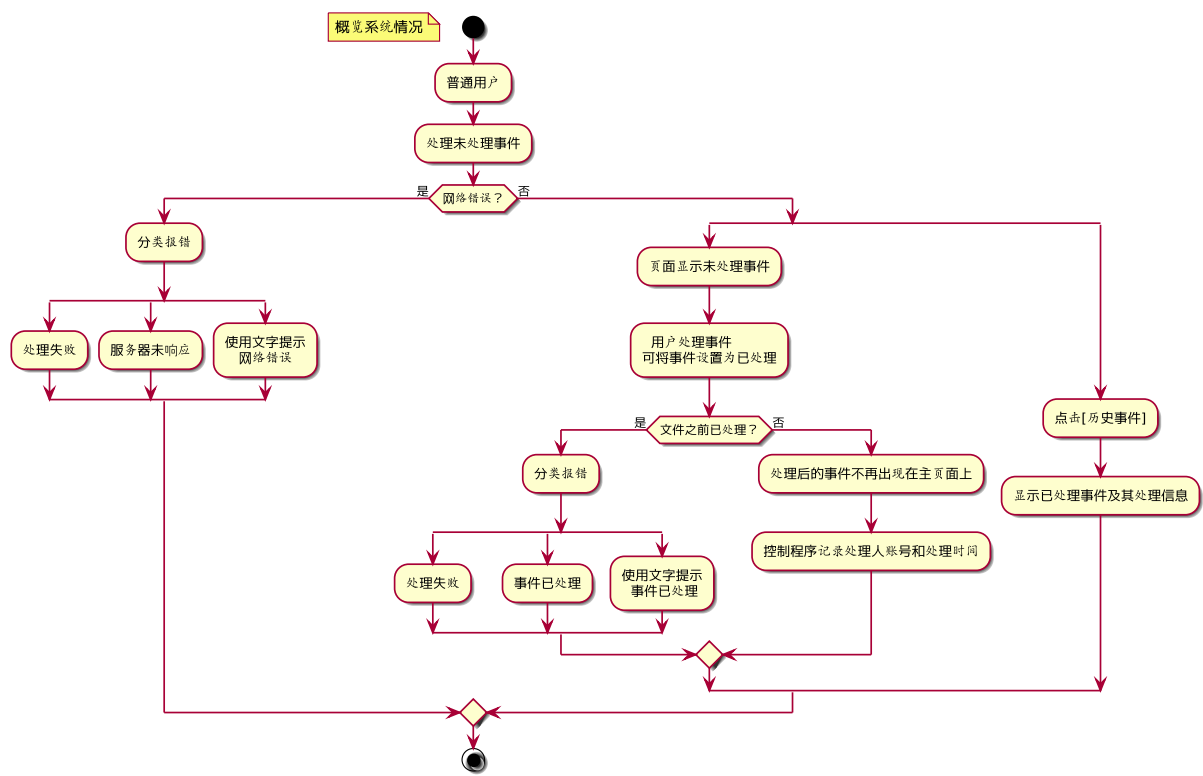 概览系统情况
普通用户
处理未处理事件
是
网络错误？
否
分类报错
处理失败
服务器未响应
使用文字提示
网络错误
页面显示未处理事件
用户处理事件
可将事件设置为已处理
是
文件之前已处理？
否
分类报错
处理失败
事件已处理
使用文字提示
事件已处理
处理后的事件不再出现在主页面上
控制程序记录处理人账号和处理时间
点击[历史事件]
显示已处理事件及其处理信息